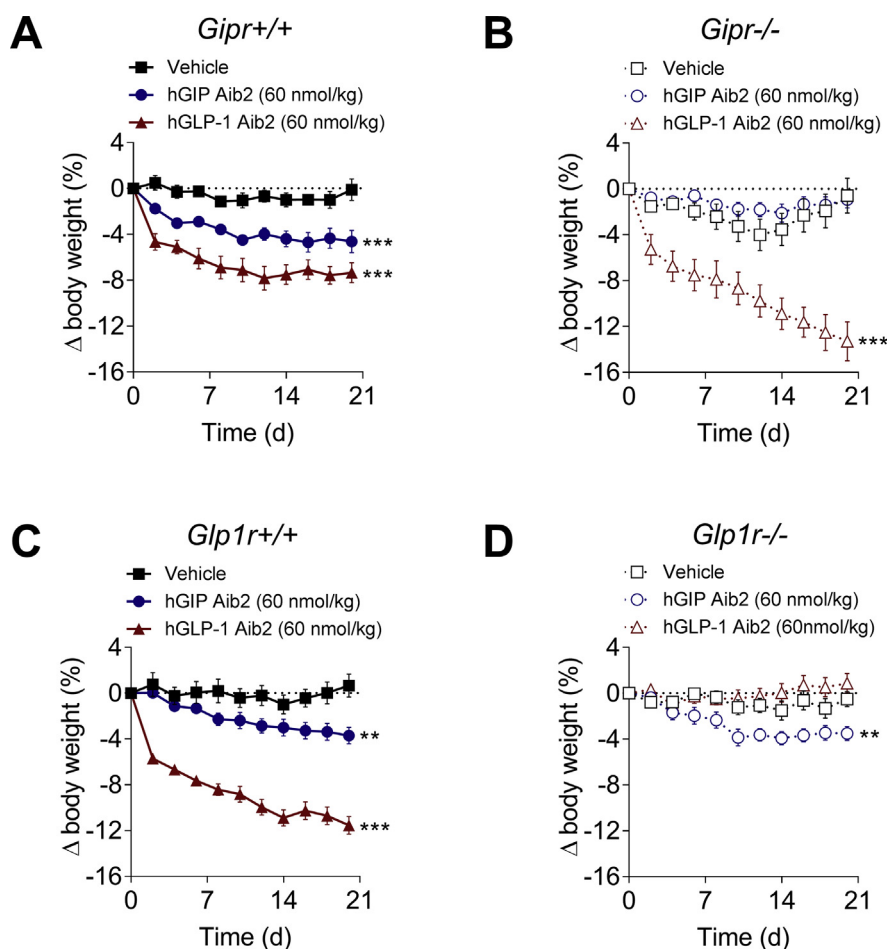 A
Gipr+/+
Vehicle
hGIP Aib2 (60 nmol/kg)
hGLP-1 Aib2 (60 nmol/kg)
Δ body weight (%)
4
0
-4
-8
-12
-16
***
***
0
7
14
21
Time (d)
B
Gipr-/-
Vehicle
hGIP Aib2 (60 nmol/kg)
hGLP-1 Aib2 (60 nmol/kg)
Δ body weight (%)
4
0
-4
-8
-12
-16
***
0
7
14
21
Time (d)
C
Glp1r+/+
Vehicle
hGIP Aib2 (60 nmol/kg)
hGLP-1 Aib2 (60 nmol/kg)
Δ body weight (%)
4
0
-4
-8
-12
-16
**
***
0
7
14
21
Time (d)
D
Glp1r-/-
Vehicle
hGIP Aib2 (60 nmol/kg)
hGLP-1 Aib2 (60nmol/kg)
Δ body weight (%)
4
0
-4
-8
-12
-16
**
0
7
14
21
Time (d)